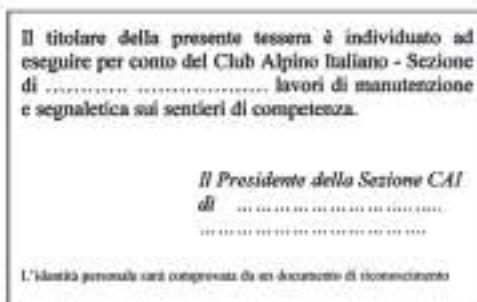 Il titolare della presente tessera è individuato ad
eseguire per conto del Club Alpino Italiano - Sezione
di ............ .................... lavori di manutenzione
e segnaletica sui sentieri di competenza.
Il Presidente della Sezione CAI
di ................................
..................................
L'identità personale sarà comprovata da un documento di riconoscimento